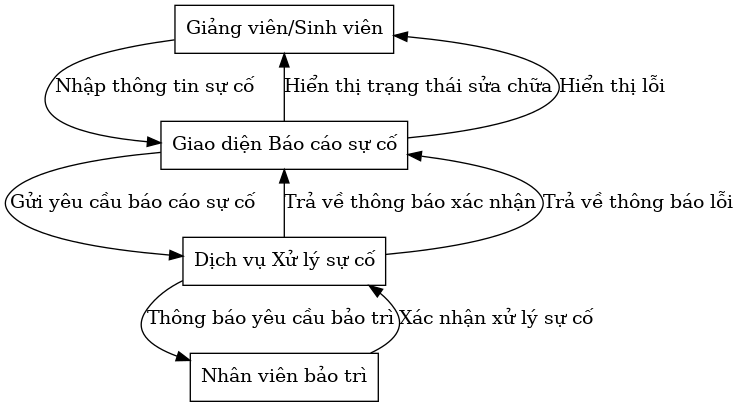 Giảng viên/Sinh viên
Nhập thông tin sự cố
Hiển thị trạng thái sửa chữa
Hiển thị lỗi
Giao diện Báo cáo sự cố
Gửi yêu cầu báo cáo sự cố
Trả về thông báo xác nhận
Trả về thông báo lỗi
Dịch vụ Xử lý sự cố
Thông báo yêu cầu bảo trì
Xác nhận xử lý sự cố
Nhân viên bảo trì